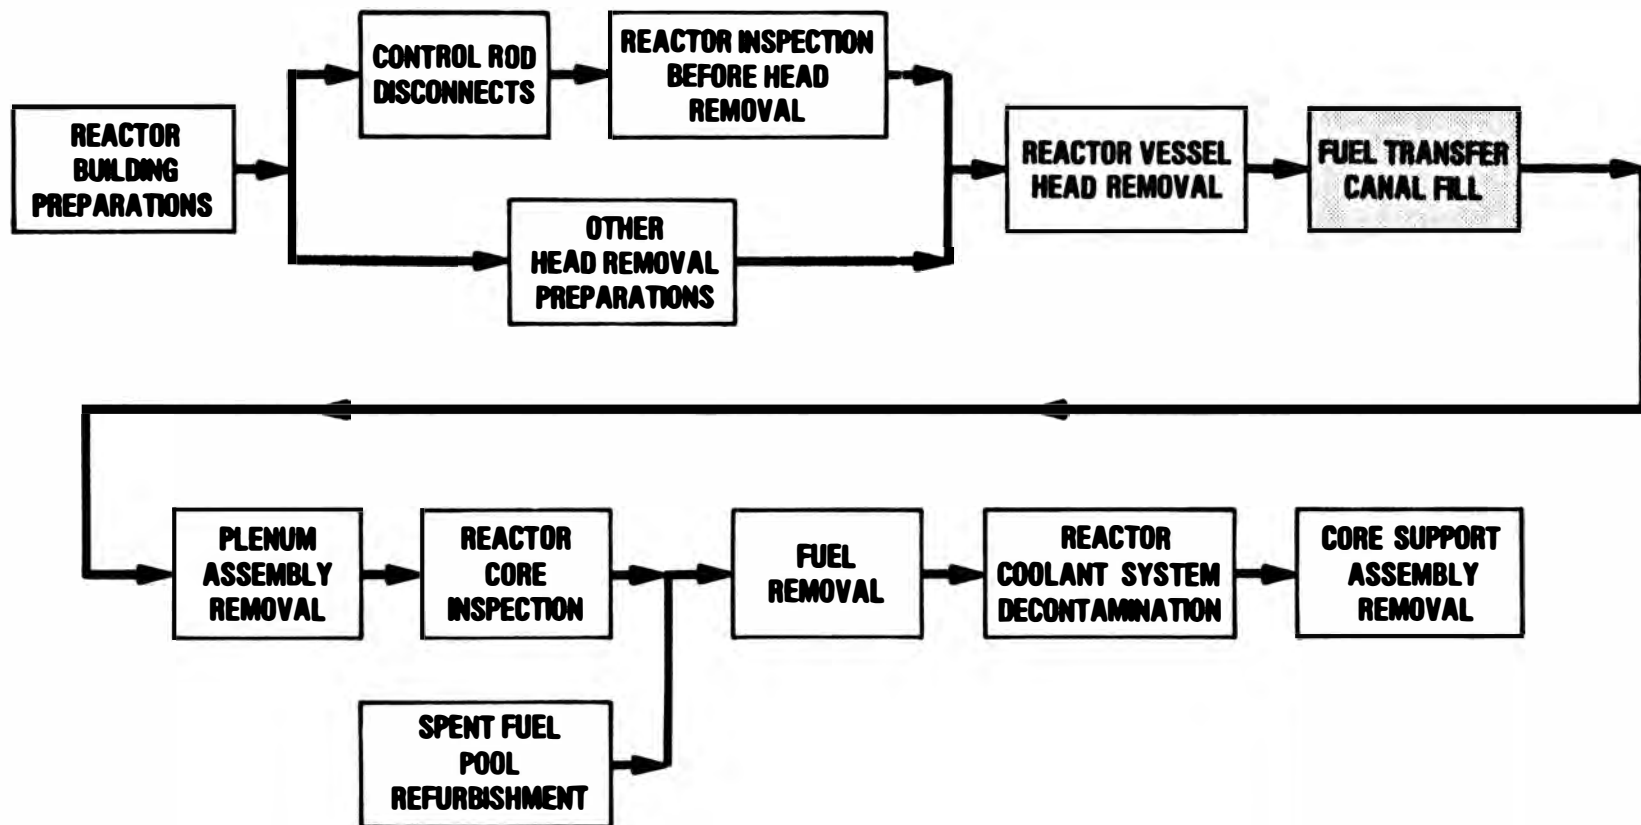 CONTROL ROD
DISCONNECTS
REACTOR INSPECTION
BEFORE HEAD
REMOVAL
REACTOR
BUILDING
PREPARATIONS
OTHER
HEAD REMOVAL
PREPARATIONS
REACTOR VESSEL
HEAD REMOVAL
FUEL TRANSFER
CANAL FILL
PLENUM
ASSEMBLY
REMOVAL
REACTOR
CORE
INSPECTION
SPENT FUEL
POOL
REFURBISHMENT
FUEL
REMOVAL
REACTOR
COOLANT SYSTEM
DECONTAMINATION
CORE SUPPORT
ASSEMBLY
REMOVAL